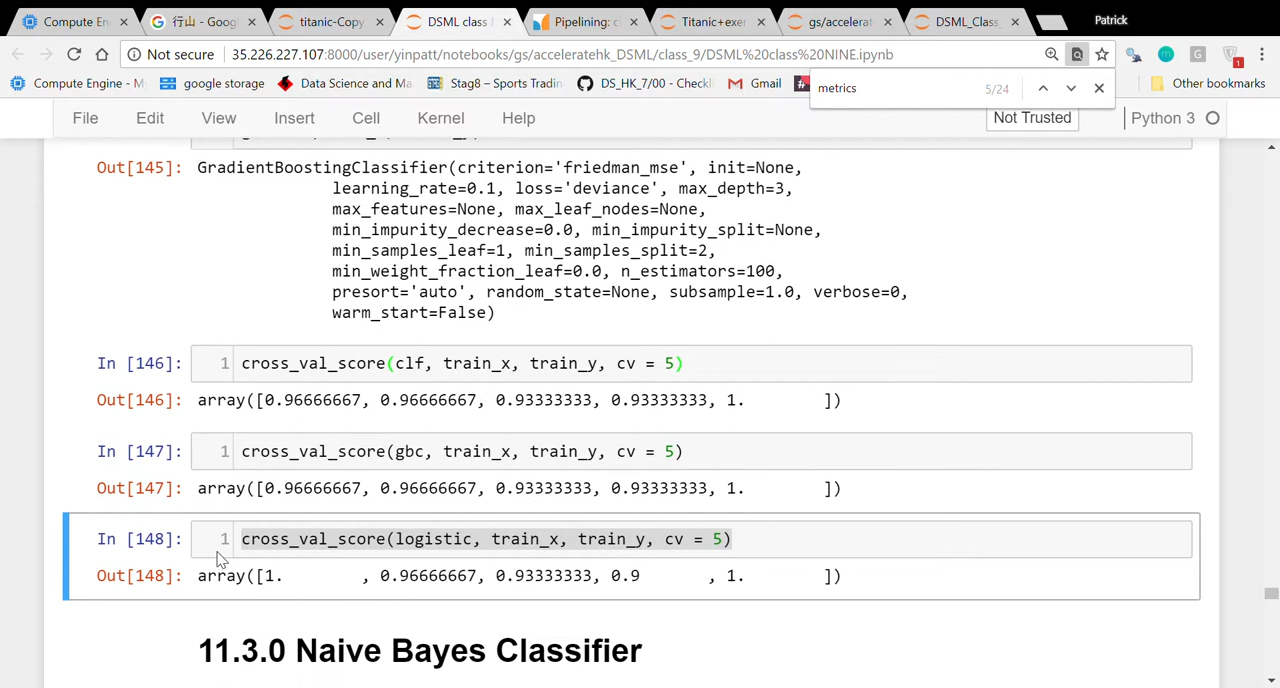 Compute En
行山 - Goog
titanic-Copy
DSML class
Pipelining: c
Titanic+exer
gs/accelerat
DSML_Class_
Patrick
Not secure
35.226.227.107:8000/user/yinpatt/notebooks/gs/acceleratehk_DSML/class_9/DSML%20class%20NINE.ipynb
G
1
Compute Engine - My
google storage
Data Science and Ma
Stag8 – Sports Tradin
DS_HK_7/00 - Checkl
Gmail
Other bookmarks
metrics
5/24
File
Edit
View
Insert
Cell
Kernel
Help
Not Trusted
Python 3
Out[145]:
GradientBoostingClassifier(criterion='friedman_mse', init=None,
learning_rate=0.1, loss='deviance', max_depth=3,
max_features=None, max_leaf_nodes=None,
min_impurity_decrease=0.0, min_impurity_split=None,
min_samples_leaf=1, min_samples_split=2,
min_weight_fraction_leaf=0.0, n_estimators=100,
presort='auto', random_state=None, subsample=1.0, verbose=0,
warm_start=False)
In [146]:
1 cross_val_score(clf, train_x, train_y, cv = 5)
Out[146]:
array([0.96666667, 0.96666667, 0.93333333, 0.93333333, 1. ])
In [147]:
1 cross_val_score(gbc, train_x, train_y, cv = 5)
Out[147]:
array([0.96666667, 0.96666667, 0.93333333, 0.93333333, 1. ])
In [148]:
1 cross_val_score(logistic, train_x, train_y, cv = 5)
Out[148]:
array([1. , 0.96666667, 0.93333333, 0.9 , 1. ])
11.3.0 Naive Bayes Classifier